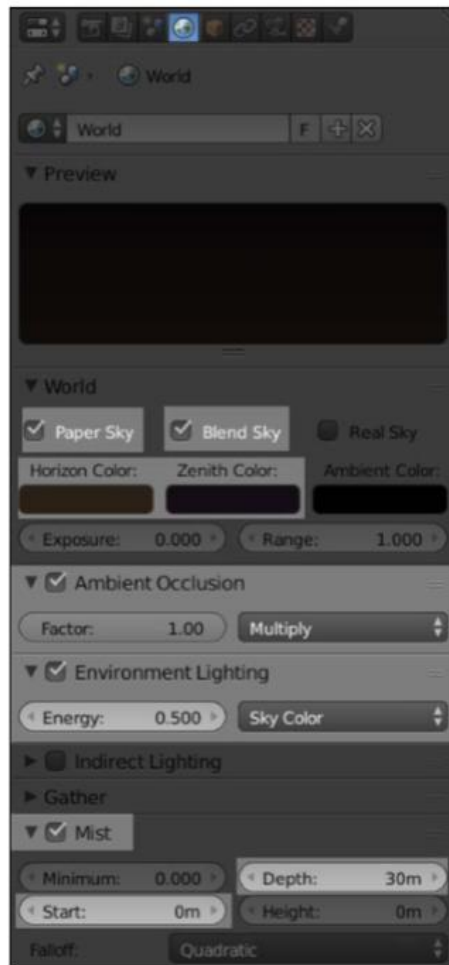 World
World F
Preview
World
Paper Sky Blend Sky Real Sky
Horizon Color: Zenith Color: Ambient Color:
Exposure: 0.000 Range: 1.000
Ambient Occlusion
Factor: 1.00 Multiply
Environment Lighting
Energy: 0.500 Sky Color
Indirect Lighting
Gather
Mist
Minimum: 0.000 Depth: 30m
Start: 0m Height: 0m
Falloff: Quadratic